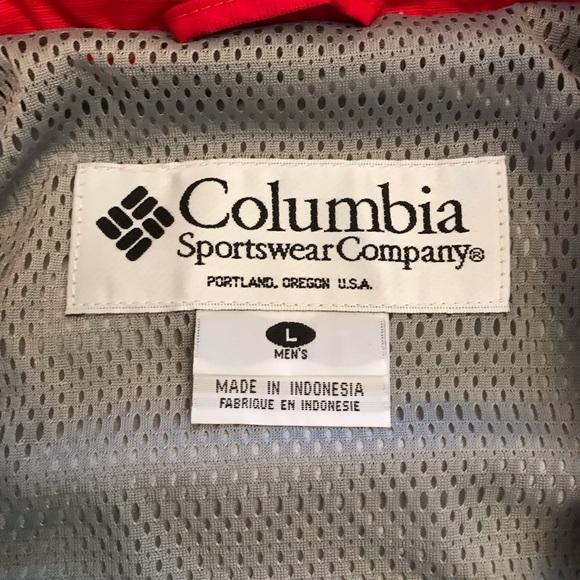 Columbia
Sportswear Company®
PORTLAND, OREGON U.S.A.
L
MEN'S
MADE IN INDONESIA
FABRIQUE EN INDONESIE